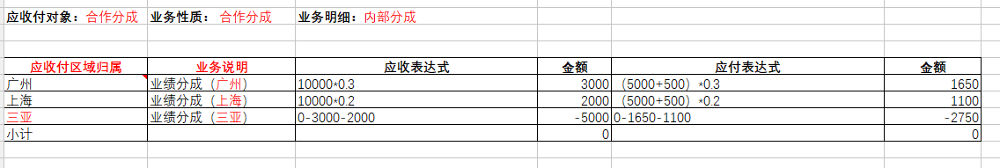 应收付对象：合作分成 业务性质： 合作分成 业务明细：内部分成
应收付区域归属 业务说明 应收表达式 金额 应付表达式 金额
广州 业绩分成（广州） 10000*0.3 3000 （5000+500）*0.3 1650
上海 业绩分成（上海） 10000*0.2 2000 （5000+500）*0.2 1100
三亚 业绩分成（三亚） 0-3000-2000 -5000 0-1650-1100 -2750
小计 0 0